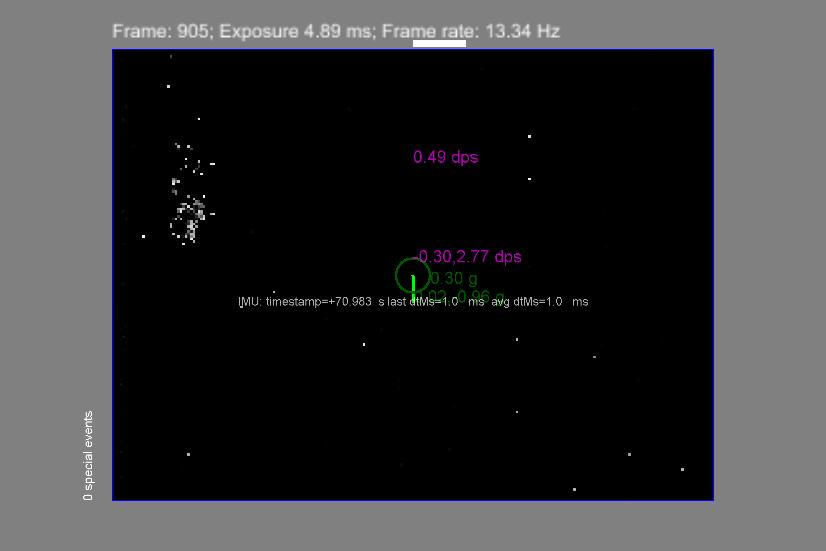 Frame: 905; Exposure 4.89 ms; Frame rate: 13.34 Hz
0.49 dps
-0.30,2.77 dps
0.30 g
IMU: timestamp=+70.983 s last dtMs=1.0 ms avg dtMs=1.0 ms
0 special events